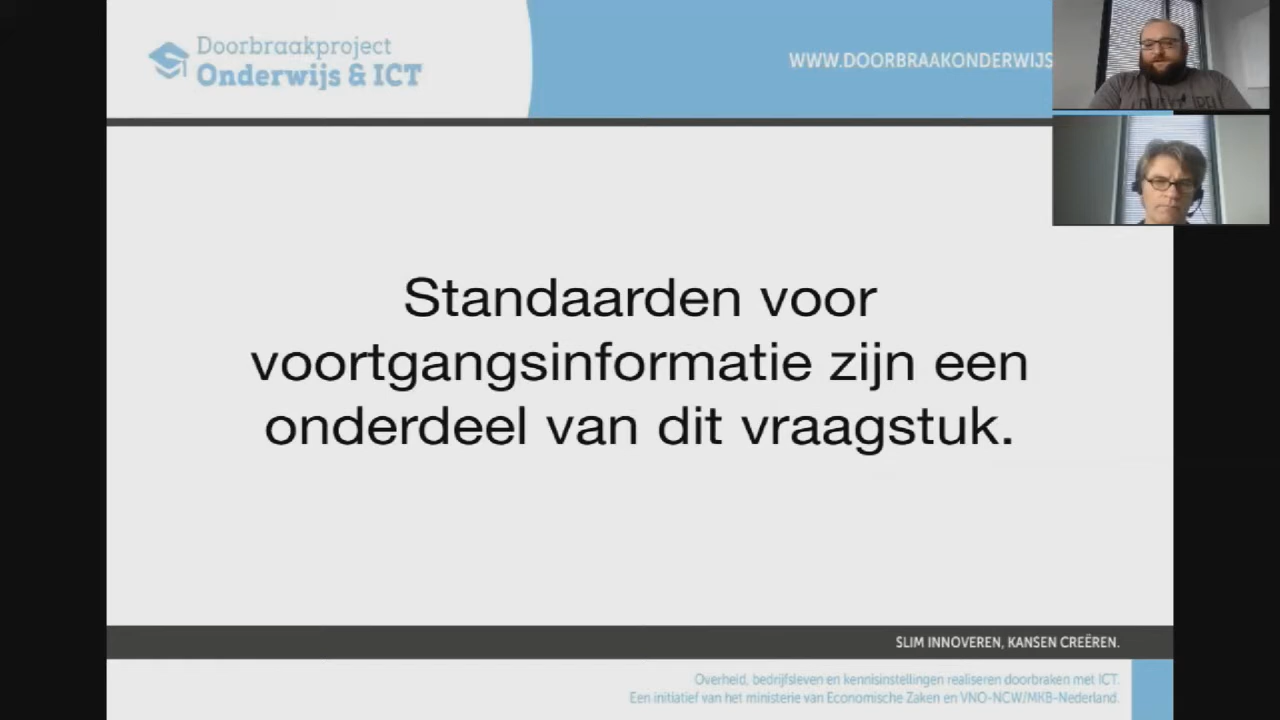 Doorbraakproject
Onderwijs & ICT
WWW.DOORBRAAKONDERWIJS
Standaarden voor
voortgangsinformatie zijn een
onderdeel van dit vraagstuk.
SLIM INNOVEREN, KANSEN CREËREN.
Overheid, bedrijfsleven en kennisinstellingen realiseren doorbraken met ICT.
Een initiatief van het ministerie van Economische Zaken en VNO-NCW/MKB-Nederland.